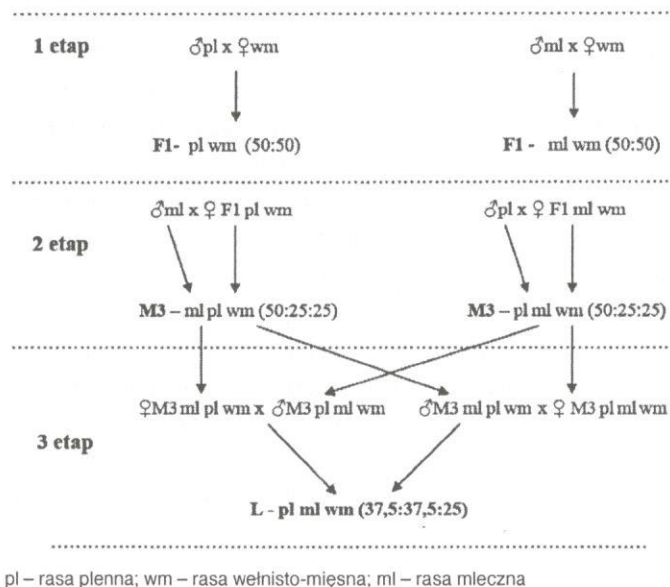 1 etap
♂pl x ♀wm ♂ml x ♀wm
F1- pl wm (50:50) F1 - ml wm (50:50)
♂ml x ♀ F1 pl wm ♂pl x ♀ F1 ml wm
2 etap
M3 – ml pl wm (50:25:25) M3 – pl ml wm (50:25:25)
♀M3 ml pl wm x ♂M3 pl ml wm ♂M3 ml pl wm x ♀ M3 pl ml wm
3 etap
L - pl ml wm (37,5:37,5:25)
pl – rasa plenna; wm – rasa wełnisto-mięsna; ml – rasa mleczna